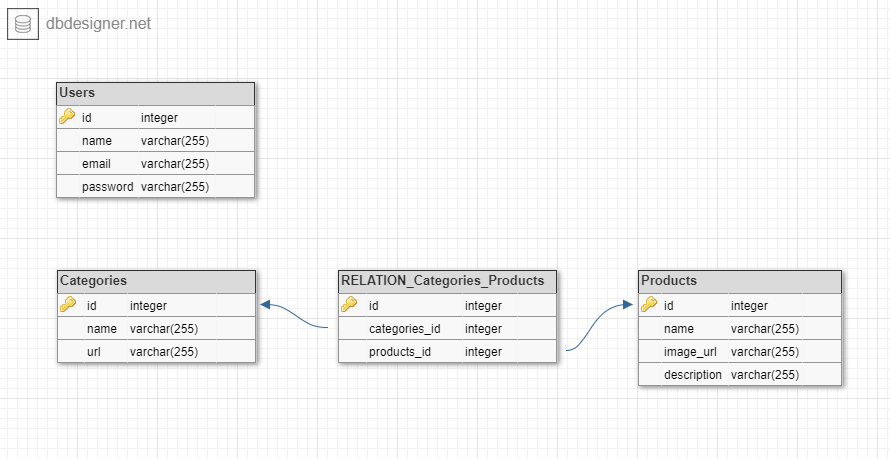 dbdesigner.net
Users
id integer
name varchar(255)
email varchar(255)
password varchar(255)
Categories
id integer
name varchar(255)
url varchar(255)
RELATION_Categories_Products
id integer
categories_id integer
products_id integer
Products
id integer
name varchar(255)
image_url varchar(255)
description varchar(255)